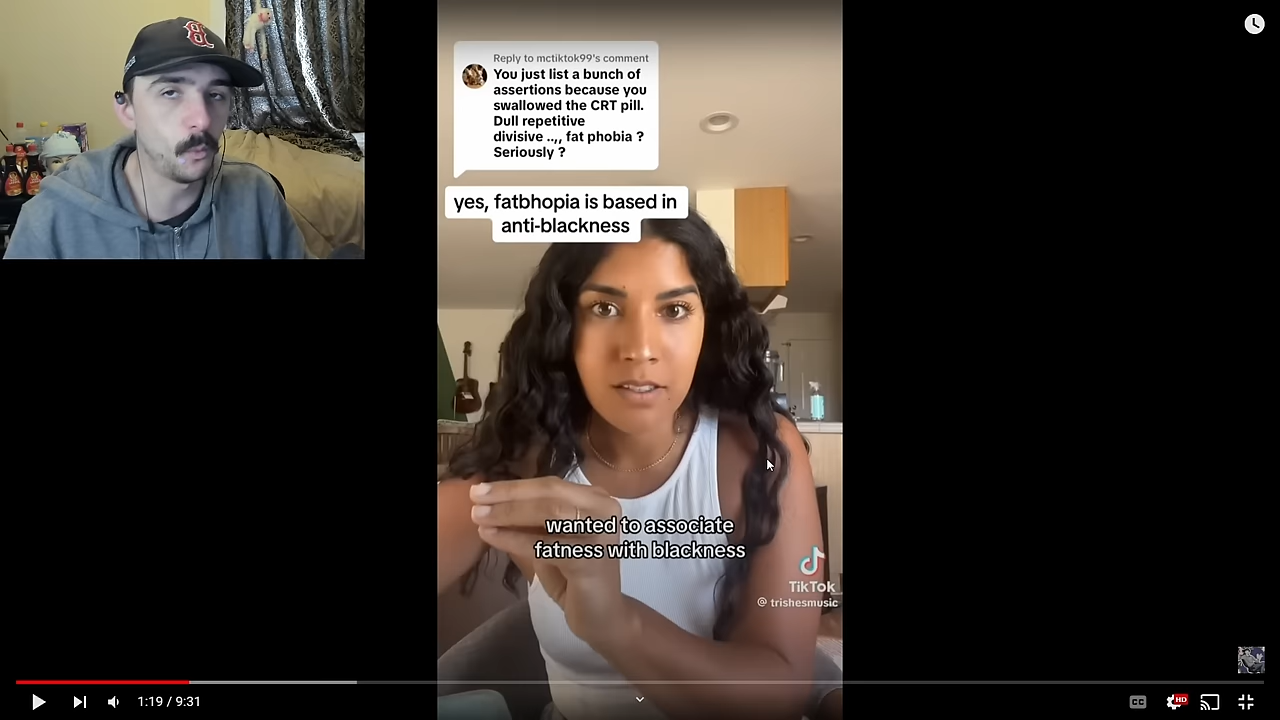 B
Reply to mctiktok99's comment
You just list a bunch of
assertions because you
swallowed the CRT pill.
Dull repetitive
divisive ..,, fat phobia ?
Seriously ?
yes, fatbhopia is based in
anti-blackness
wanted to associate
fatness with blackness
TikTok
@ trishesmusic
1:19 / 9:31
CC
HD